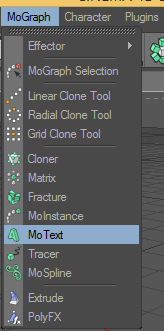 MoGraph Character Plugins
Effector
MoGraph Selection
Linear Clone Tool
Radial Clone Tool
Grid Clone Tool
Cloner
Matrix
Fracture
MoInstance
MoText
Tracer
MoSpline
Extrude
PolyFX